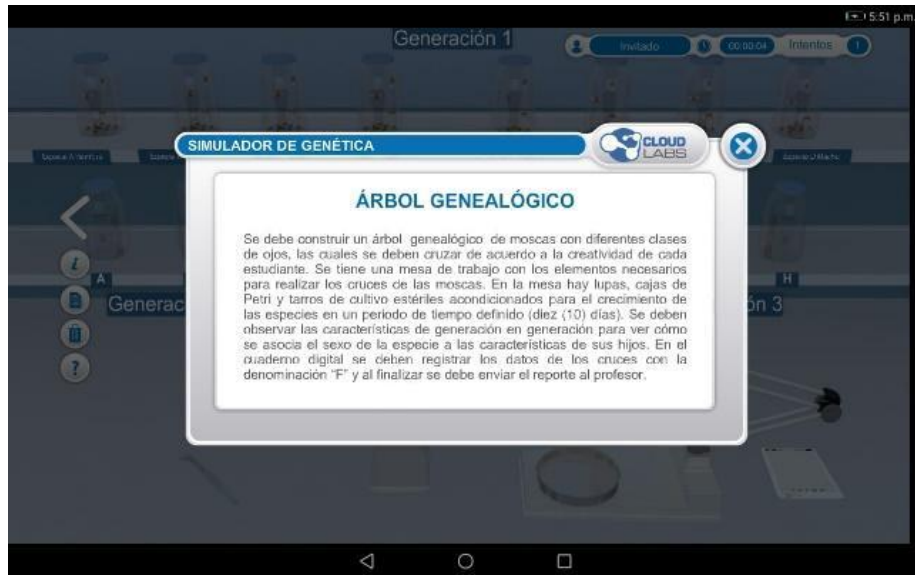 5:51 p.m.
Generación 1
Invitado
00:00:04
Intentos
1
SIMULADOR DE GENÉTICA
CLOUD
LABS
ÁRBOL GENEALÓGICO
Se debe construir un árbol genealógico de moscas con diferentes clases
de ojos, las cuales se deben cruzar de acuerdo a la creatividad de cada
estudiante. Se tiene una mesa de trabajo con los elementos necesarios
para realizar los cruces de las moscas. En la mesa hay lupas, cajas de
Petri y tarros de cultivo estériles acondicionados para el crecimiento de
las especies en un periodo de tiempo definido (diez (10) días). Se deben
observar las características de generación en generación para ver cómo
se asocia el sexo de la especie a las características de sus hijos. En el
cuaderno digital se deben registrar los datos de los cruces con la
denominación "F" y al finalizar se debe enviar el reporte al profesor.
A
H
Generac
ón 3
i
?